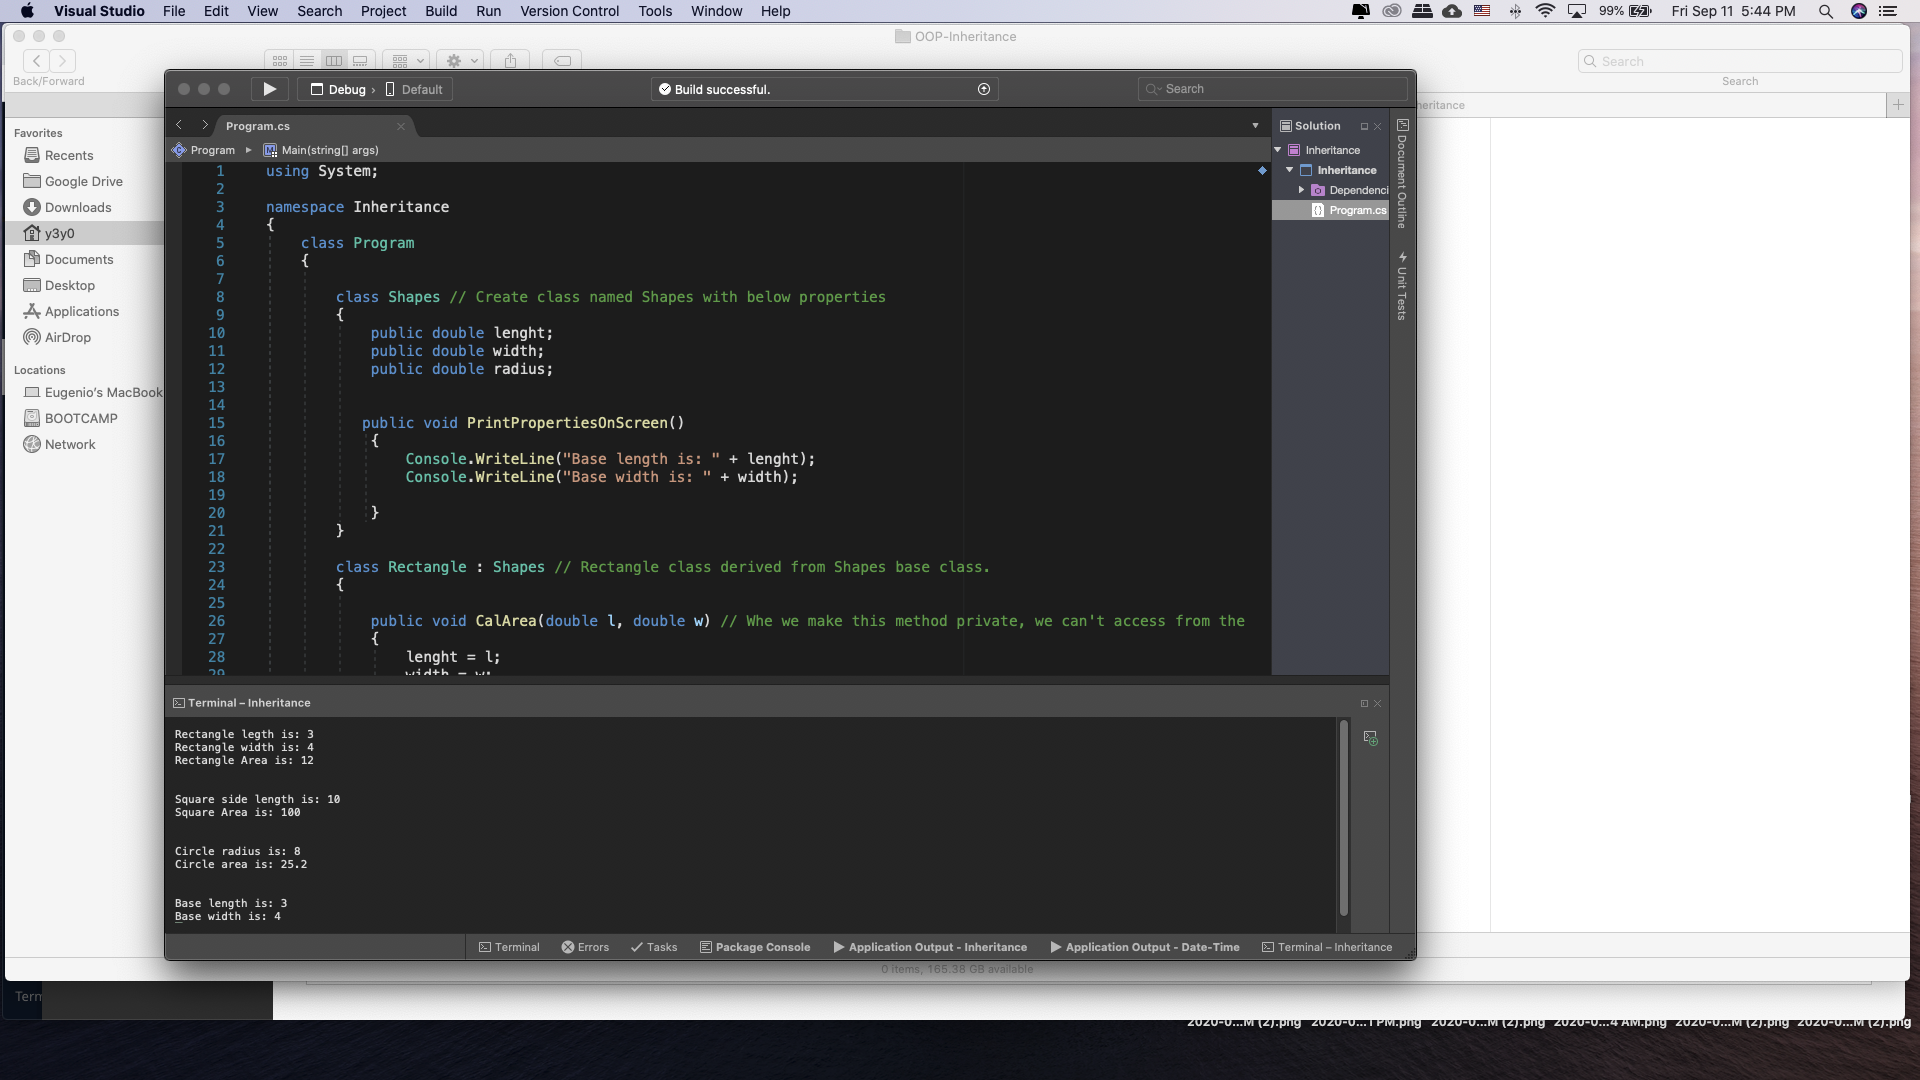 Visual Studio File Edit View Search Project Build Run Version Control Tools Window Help 99% Fri Sep 11 5:44 PM
OOP-Inheritance
Back/Forward
Search
Search
Favorites
Recents
Google Drive
Downloads
y3y0
Documents
Desktop
Applications
AirDrop
Locations
Eugenio's MacBook
BOOTCAMP
Network
Debug › Default
Build successful.
Search
Program.cs
Program Main(string[] args)
1 using System;
2
3 namespace Inheritance
4 {
5 class Program
6 {
7
8 class Shapes // Create class named Shapes with below properties
9 {
10 public double lenght;
11 public double width;
12 public double radius;
13
14
15 public void PrintPropertiesOnScreen()
16 {
17 Console.WriteLine("Base length is: " + lenght);
18 Console.WriteLine("Base width is: " + width);
19
20 }
21 }
22
23 class Rectangle : Shapes // Rectangle class derived from Shapes base class.
24 {
25
26 public void CalArea(double l, double w) // Whe we make this method private, we can't access from the
27 {
28 lenght = l;
29 width = w;
Solution
Inheritance
Inheritance
Dependenci
Program.cs
Document Outline
Unit Tests
Terminal – Inheritance
Rectangle legth is: 3
Rectangle width is: 4
Rectangle Area is: 12
Square side length is: 10
Square Area is: 100
Circle radius is: 8
Circle area is: 25.2
Base length is: 3
Base width is: 4
Terminal Errors Tasks Package Console Application Output - Inheritance Application Output - Date-Time Terminal – Inheritance
heritance
0 items, 165.38 GB available
Term
2020-0...M (2).png 2020-0...1 PM.png 2020-0...M (2).png 2020-0...4 AM.png 2020-0...M (2).png 2020-0...M (2).png